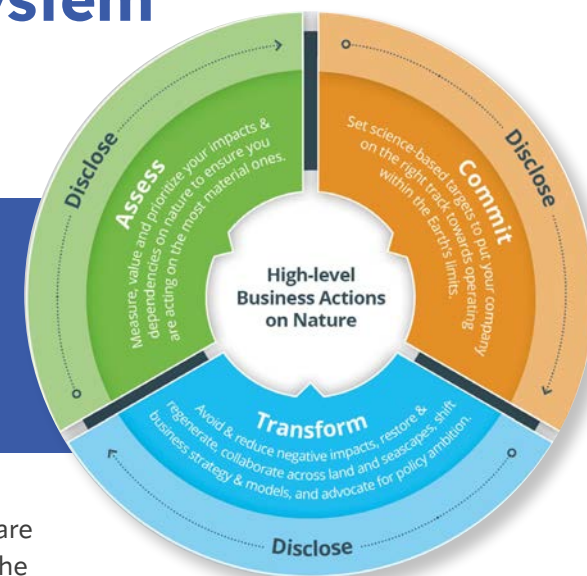 ystem
Disclose
Assess
Measure, value and prioritize your impacts &
dependencies on nature to ensure you
are acting on the most material ones.
Disclose
Commit
Set science-based targets to put your company
on the right track towards operating
within the Earth's limits.
High-level
Business Actions
on Nature
Transform
Avoid & reduce negative impacts, restore &
regenerate, collaborate across land and seascapes, shift
business strategy & models, and advocate for policy ambition.
Disclose
are
he